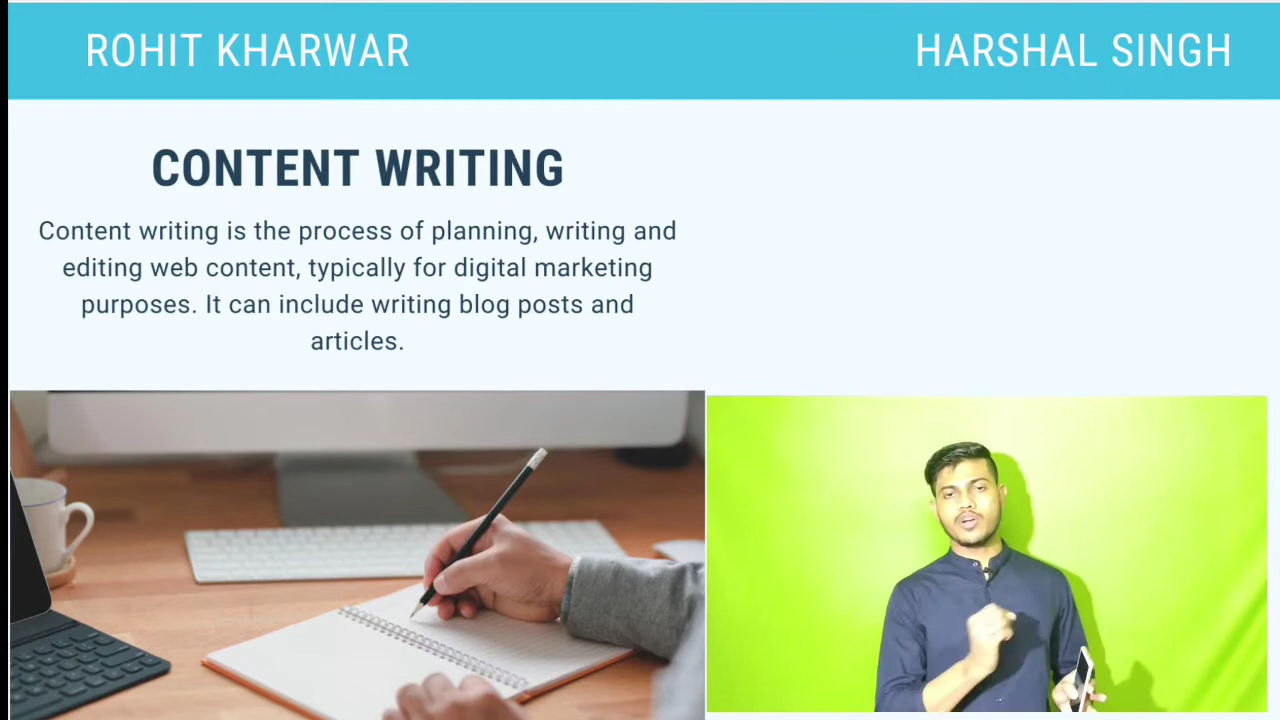 ROHIT KHARWAR
HARSHAL SINGH
CONTENT WRITING
Content writing is the process of planning, writing and
editing web content, typically for digital marketing
purposes. It can include writing blog posts and
articles.